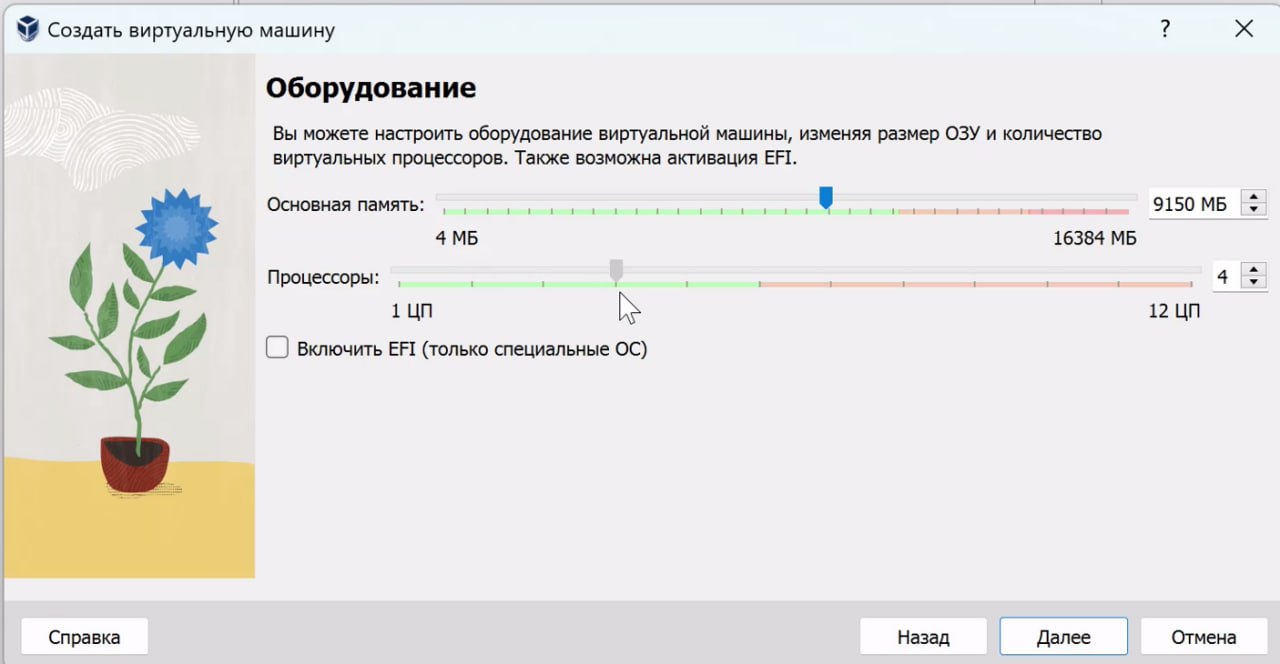 Создать виртуальную машину
?
Оборудование
Вы можете настроить оборудование виртуальной машины, изменяя размер ОЗУ и количество
виртуальных процессоров. Также возможна активация EFI.
Основная память:
9150 МБ
4 МБ
16384 МБ
Процессоры:
4
1 ЦП
12 ЦП
Включить EFI (только специальные ОС)
Справка
Назад
Далее
Отмена